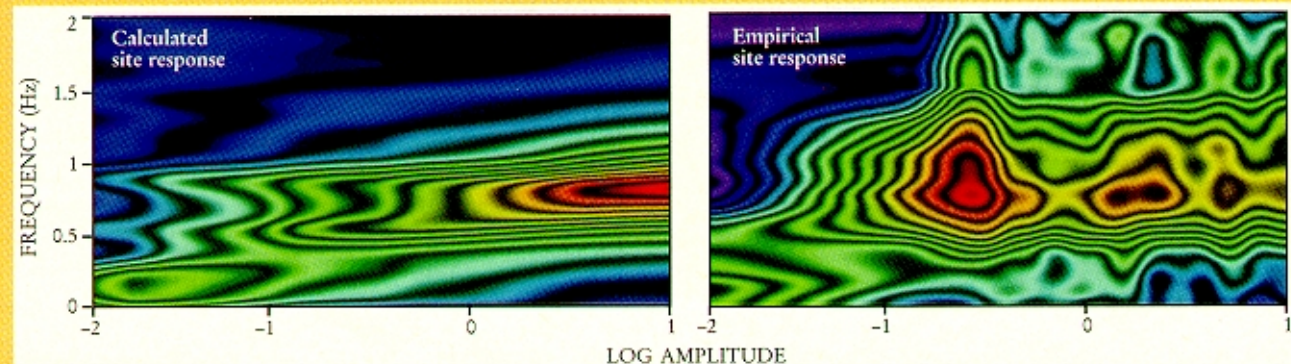 Calculated
site response
Empirical
site response
FREQUENCY (Hz)
2
1.5
1
0.5
0
-2
-1
0
1
-2
-1
0
1
LOG AMPLITUDE